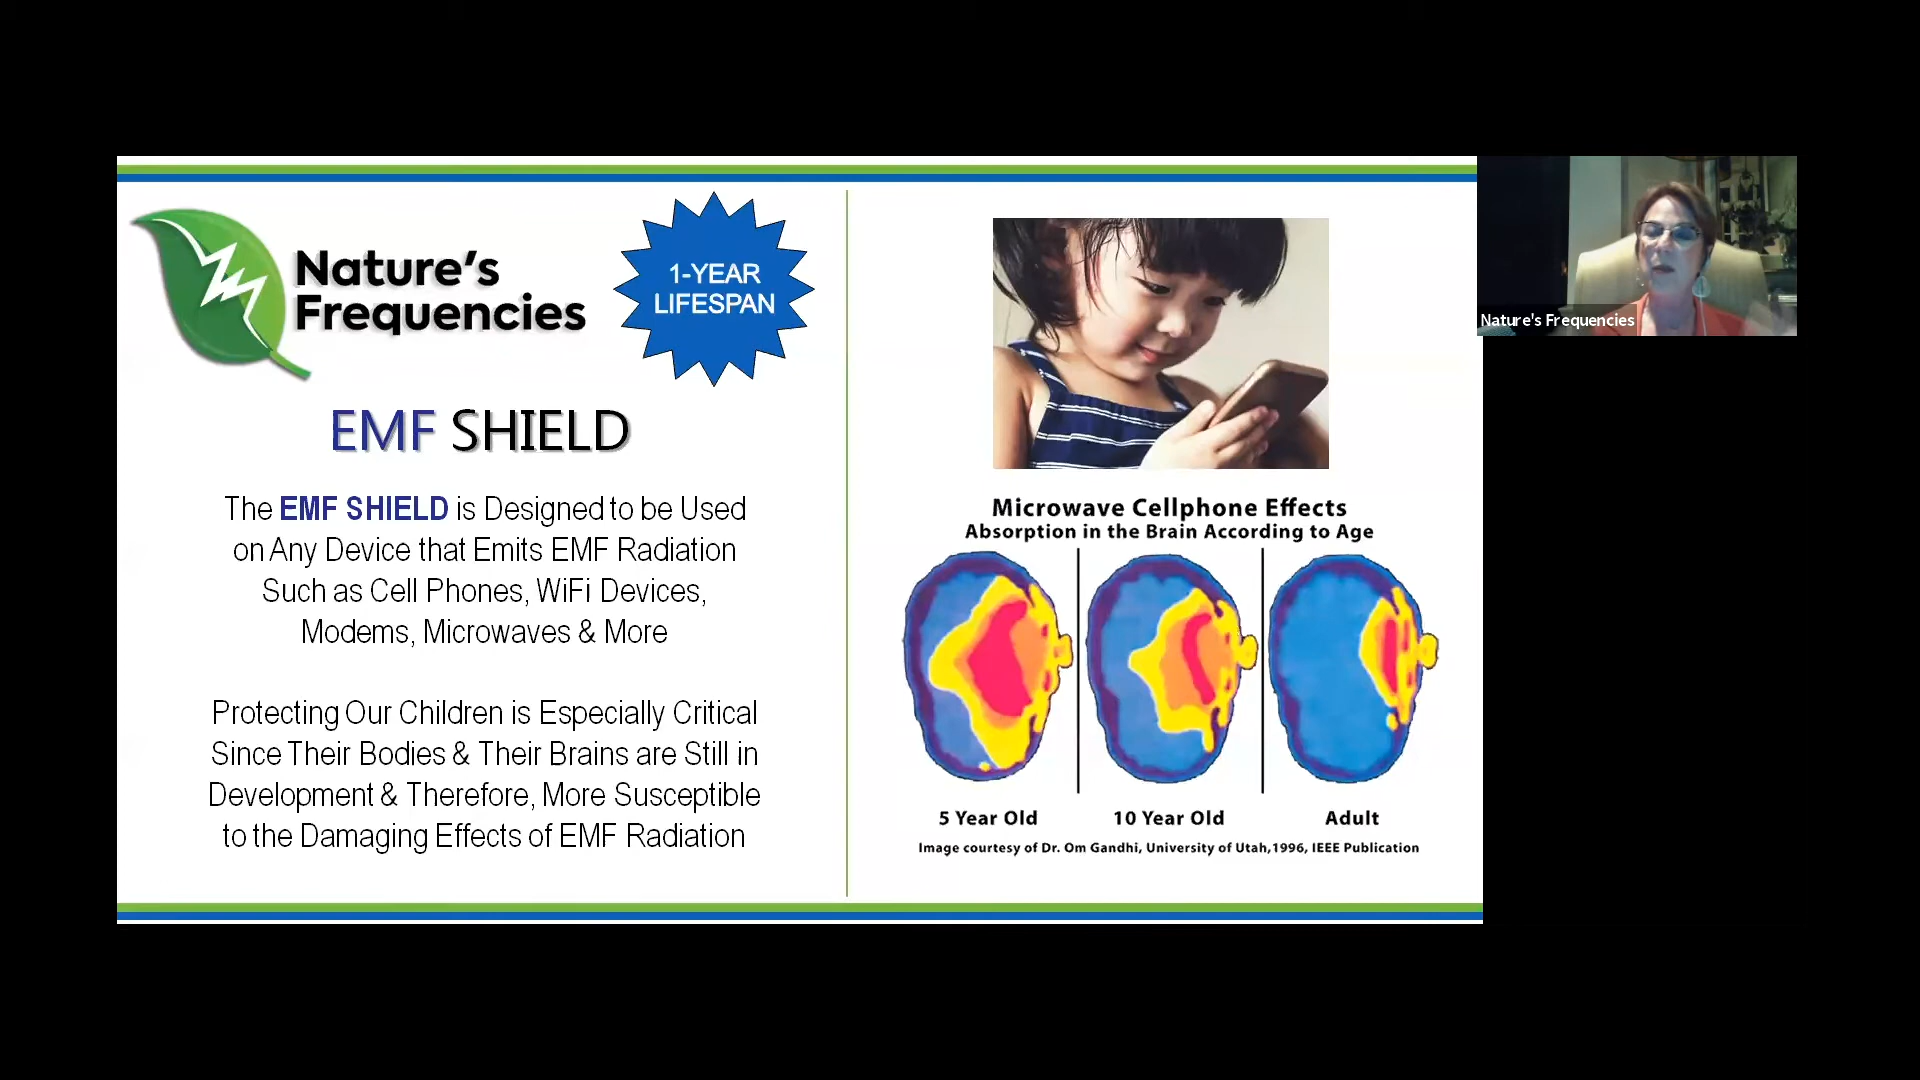 Nature's
Frequencies
1-YEAR
LIFESPAN
EMF SHIELD
The EMF SHIELD is Designed to be Used
on Any Device that Emits EMF Radiation
Such as Cell Phones, WiFi Devices,
Modems, Microwaves & More
Protecting Our Children is Especially Critical
Since Their Bodies & Their Brains are Still in
Development & Therefore, More Susceptible
to the Damaging Effects of EMF Radiation
Microwave Cellphone Effects
Absorption in the Brain According to Age
5 Year Old
10 Year Old
Adult
Image courtesy of Dr. Om Gandhi, University of Utah,1996, IEEE Publication
Nature's Frequencies